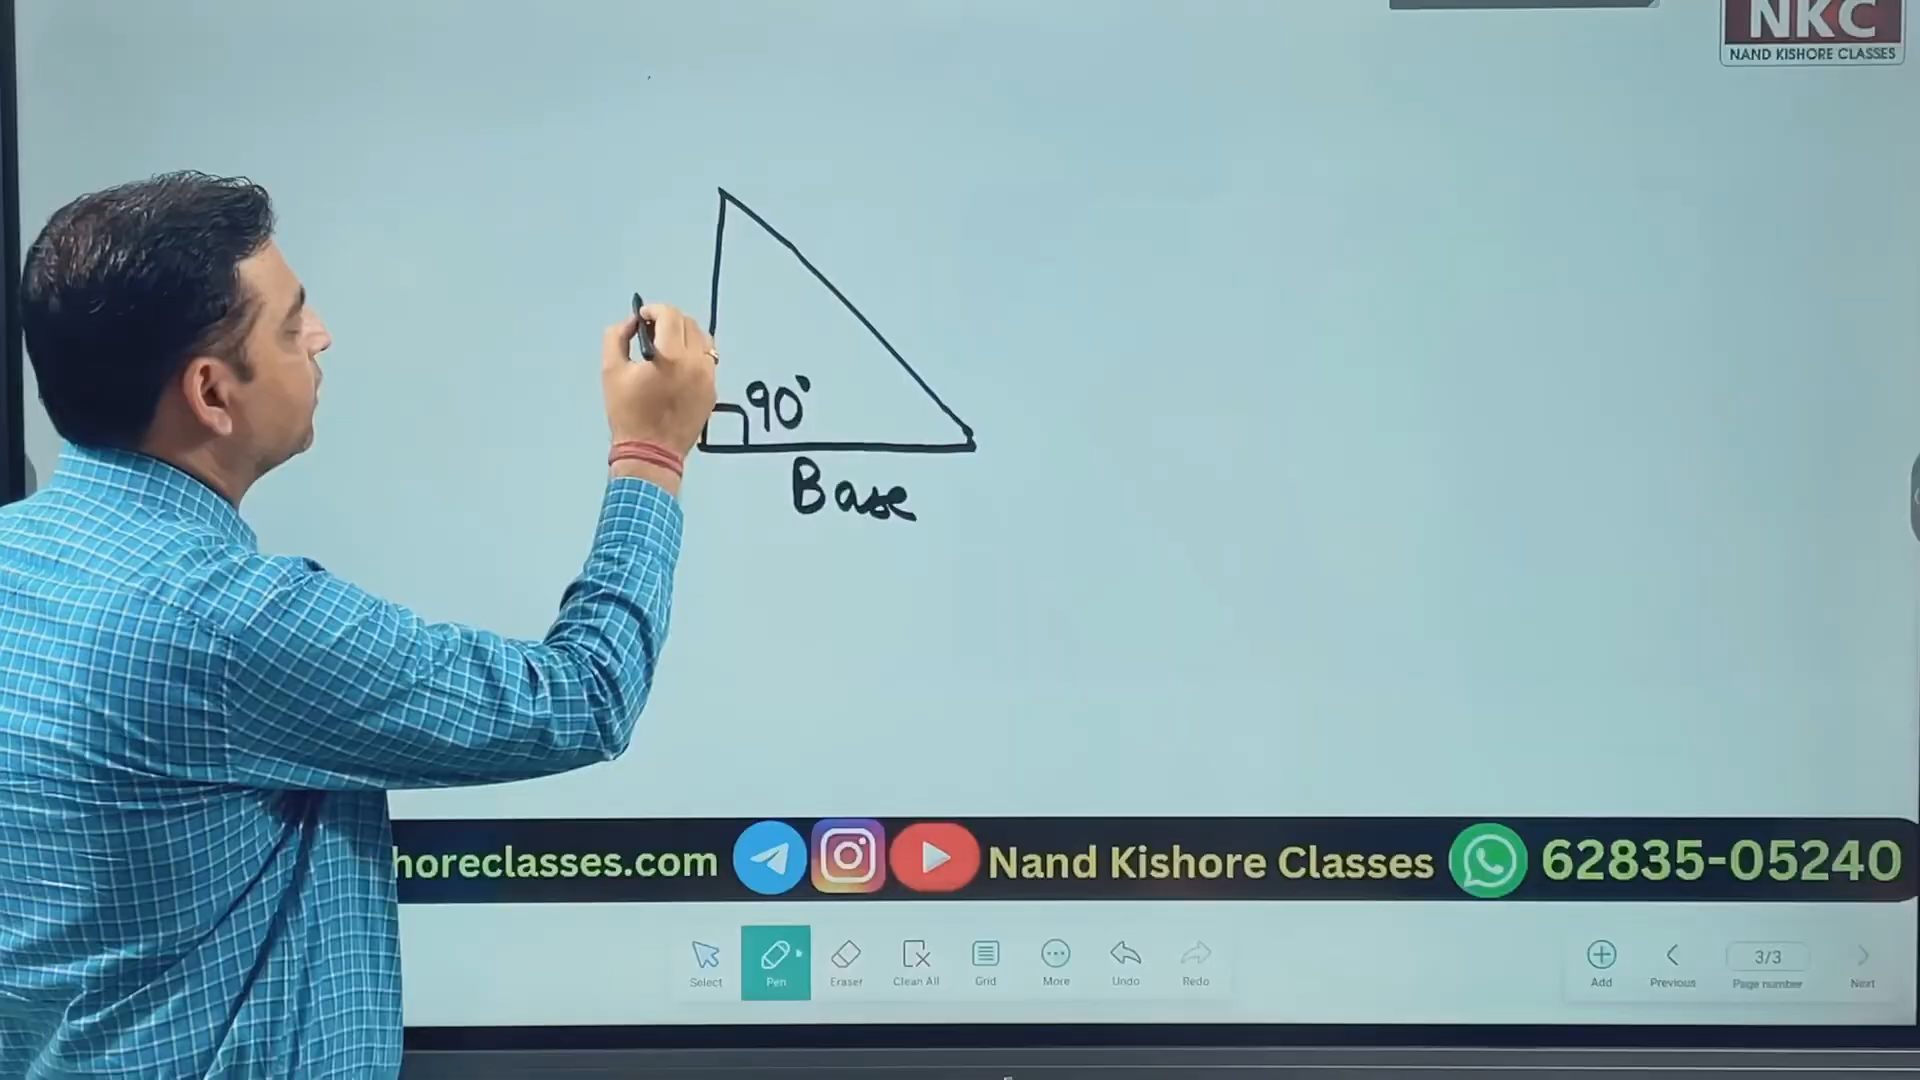 NKC
NAND KISHORE CLASSES
90°
Base
horeclasses.com
Nand Kishore Classes
62835-05240
Select
Pen
Eraser
Clean All
Grid
More
Undo
Redo
Add
Previous
3/3
Page number
Next